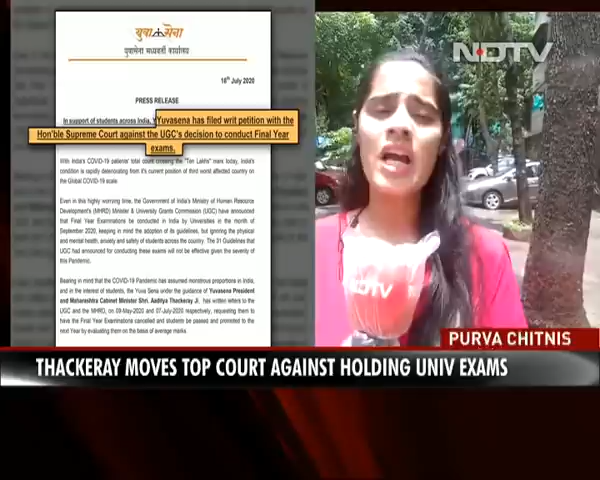 युवासेना
युवासेना मध्यवर्ती कार्यालय
18th July 2020
PRESS RELEASE
In support of students across India, Yuvasena has filed writ petition with the
Hon'ble Supreme Court against the UGC's decision to conduct Final Year
exams.
With India's COVID-19 patients' total count crossing the "Ten Lakhs" mark today, India's
condition is rapidly deteriorating from it's current position of third worst affected country on
the Global COVID-19 scale.
Even in this highly worrying time, the Government of India's Ministry of Human Resource
Development's (MHRD) Minister & University Grants Commission (UGC) have announced
that Final Year Examinations be conducted in India by Universities in the month of
September 2020, keeping in mind the adoption of its guidelines, but ignoring the physical
and mental health, anxiety and safety of students across the country. The 31 Guidelines that
UGC had announced for conducting these exams will not be effective given the severity of
this Pandemic.
Bearing in mind that the COVID-19 Pandemic has assumed monstrous proportions in India,
and in the interest of students, the Yuva Sena under the guidance of Yuvasena President
and Maharashtra Cabinet Minister Shri. Aaditya Thackeray Ji, has written letters to the
UGC and the MHRD, on 09-May-2020 and 07-July-2020 respectively, requesting them to
have the Final Year Examinations cancelled and students be passed and promoted to
the next Year by evaluating them on the basis of average marks.
NDTV
NDTV
PURVA CHITNIS
THACKERAY MOVES TOP COURT AGAINST HOLDING UNIV EXAMS